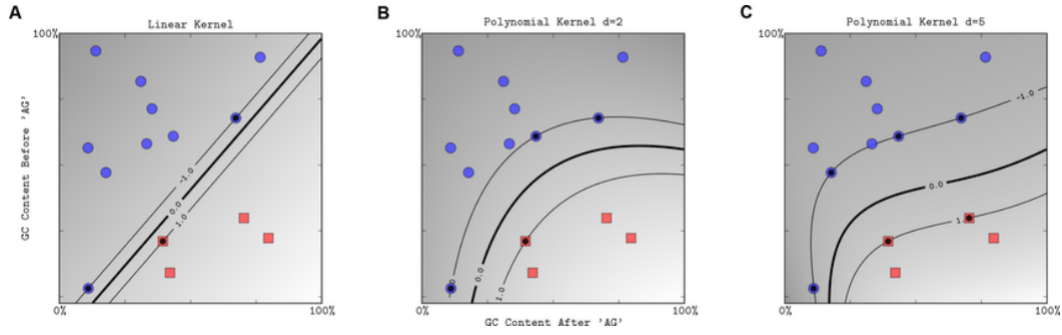 A
Linear Kernel
B
Polynomial Kernel d=2
C
Polynomial Kernel d=5
100%
100%
100%
GC Content Before 'AG'
-1.0
0.0
1.0
0.0
1.0
-1.0
0.0
0%
100%
0%
100%
0%
100%
GC Content After 'AG'